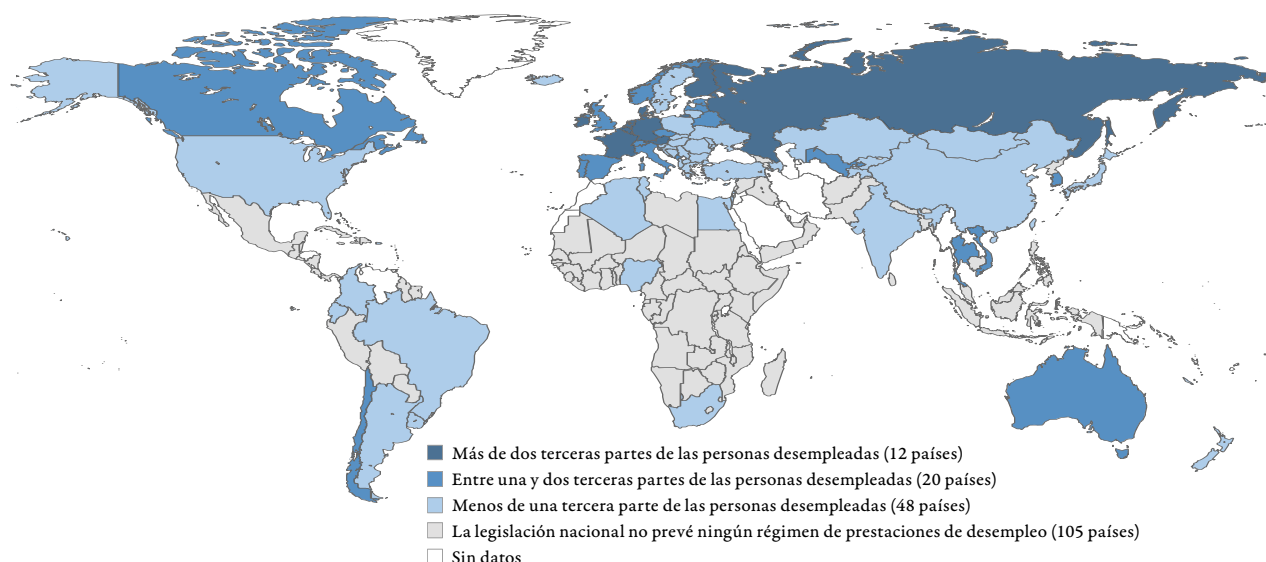 Más de dos terceras partes de las personas desempleadas (12 países)
Entre una y dos terceras partes de las personas desempleadas (20 países)
Menos de una tercera parte de las personas desempleadas (48 países)
La legislación nacional no prevé ningún régimen de prestaciones de desempleo (105 países)
Sin datos